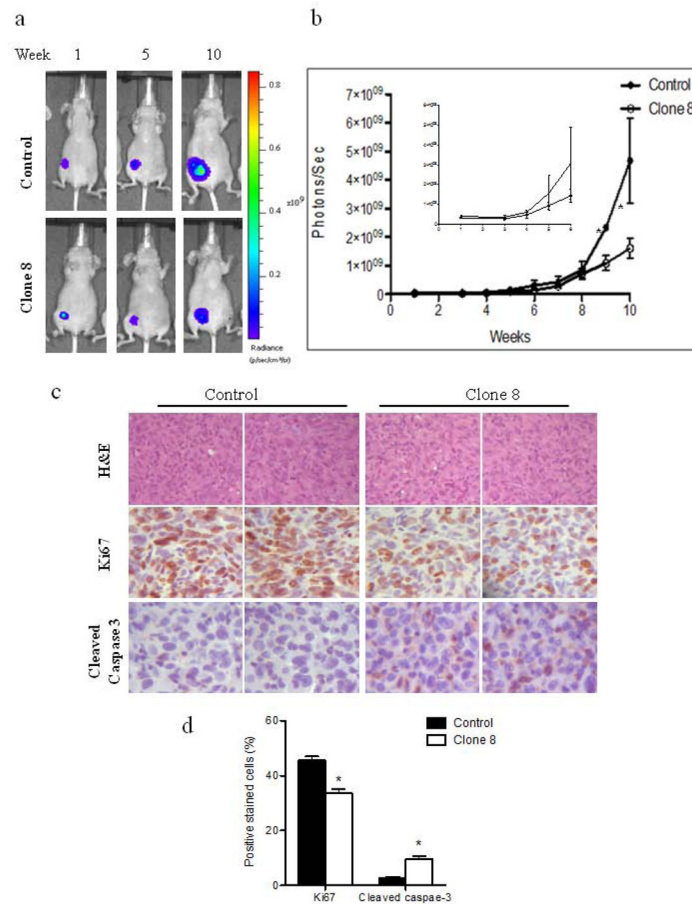 a
Week 1 5 10
Control
Clone 8
0.8
0.6
0.4
0.2
x10⁹
Radiance
(p/sec/cm²/sr)
b
Control
Clone 8
Photons/Sec
7×10⁰⁹
6×10⁰⁹
5×10⁰⁹
4×10⁰⁹
3×10⁰⁹
2×10⁰⁹
1×10⁰⁹
0
0 2 4 6 8 10
Weeks
*
*
c
Control Clone 8
H&E
Ki67
Cleaved
Caspase 3
d
Control
Clone 8
Positive stained cells (%)
60
40
20
0
*
*
Ki67 Cleaved caspae-3